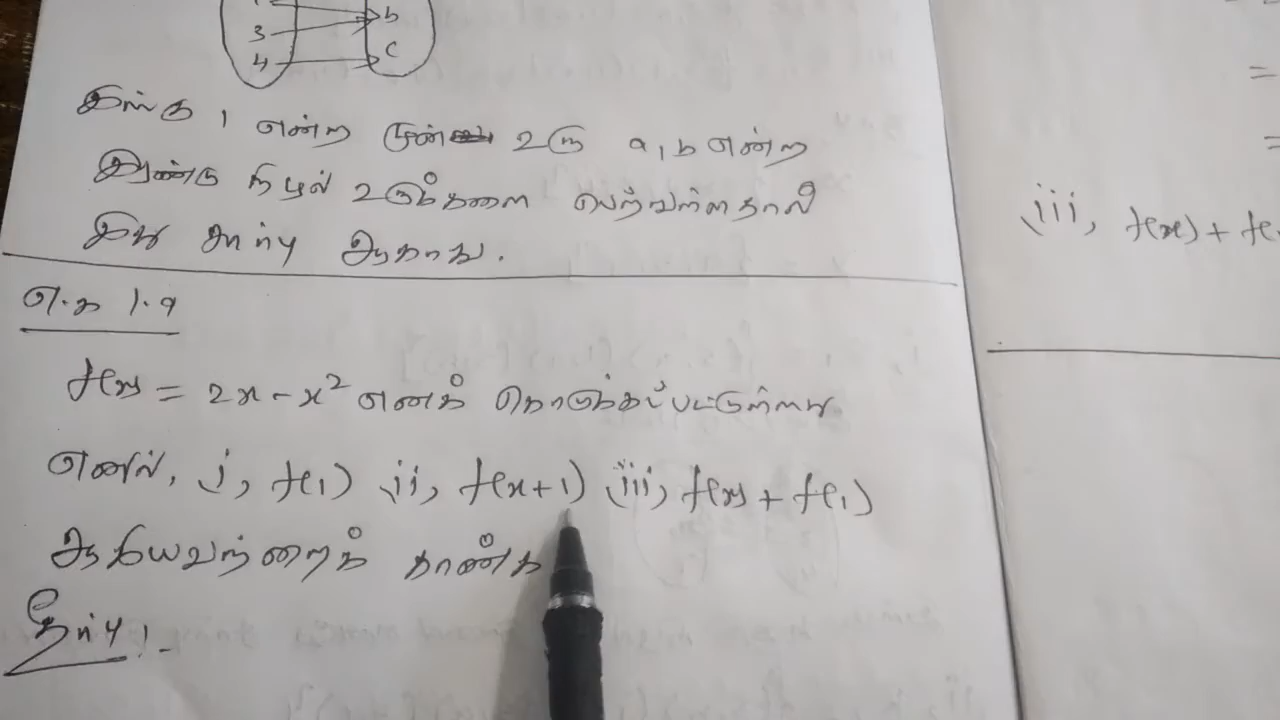 3 b
4 c
இங்கு 1 என்ற முன் உரு a, b என்ற
இரண்டு நிழல் உருக்களை பெற்றுள்ளதால்
இது சார்பு ஆகாது.
எ.கா 1.9
f(x) = 2x - x² எனக் கொடுக்கப்பட்டுள்ளது
எனில், i, f(1) ii, f(x+1) iii, f(x) + f(1)
ஆகியவற்றைக் காண்க
தீர்வு:-
=
=
iii, f(x) + f(